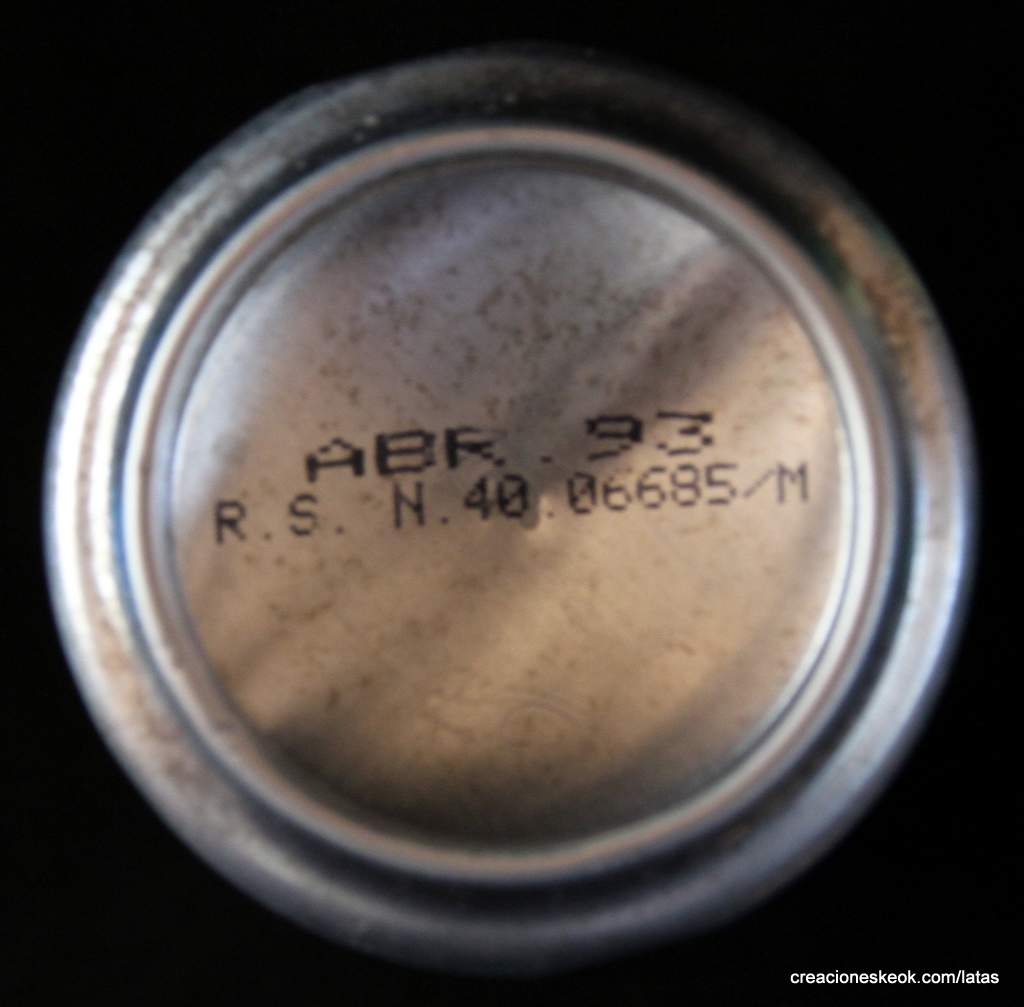 ABR. 93
R.S. N.40.06685/M
creacioneskeok.com/latas